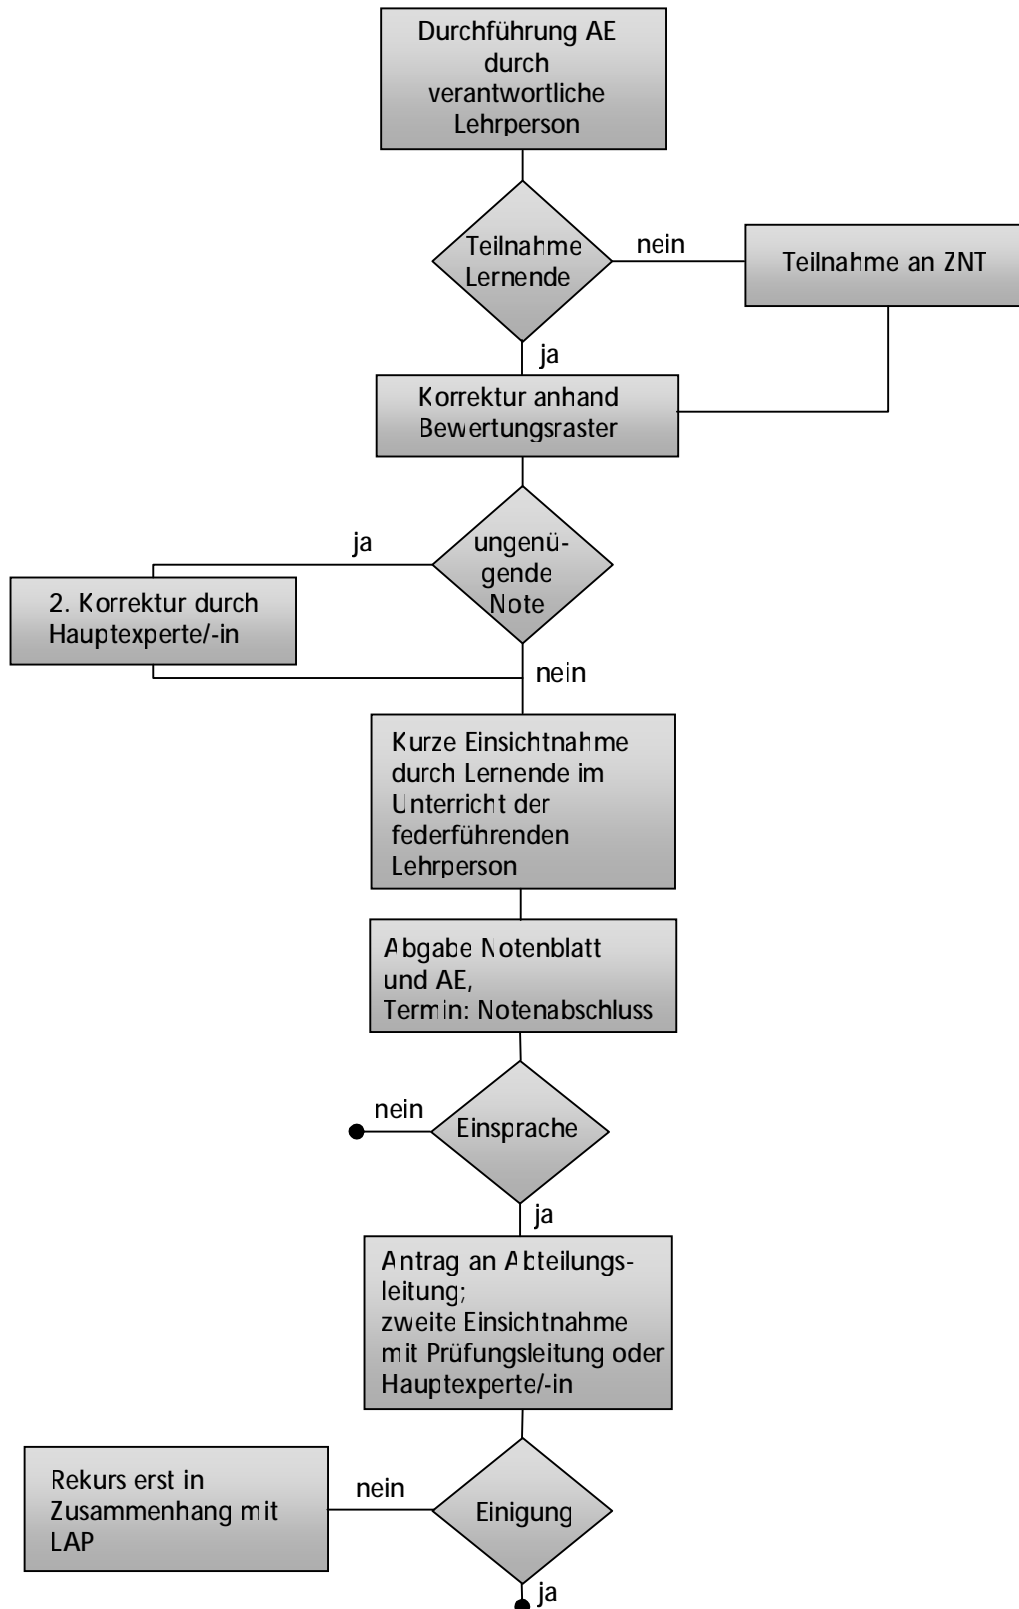 Durchführung AE
durch
verantwortliche
Lehrperson
Teilnahme
Lernende
nein
Teilnahme an ZNT
ja
Korrektur anhand
Bewertungsraster
ja
ungenü-
gende
Note
2. Korrektur durch
Hauptexperte/-in
nein
Kurze Einsichtnahme
durch Lernende im
Unterricht der
federführenden
Lehrperson
Abgabe Notenblatt
und AE,
Termin: Notenabschluss
nein
Einsprache
ja
Antrag an Abteilungs-
leitung;
zweite Einsichtnahme
mit Prüfungsleitung oder
Hauptexperte/-in
Rekurs erst in
Zusammenhang mit
LAP
nein
Einigung
ja